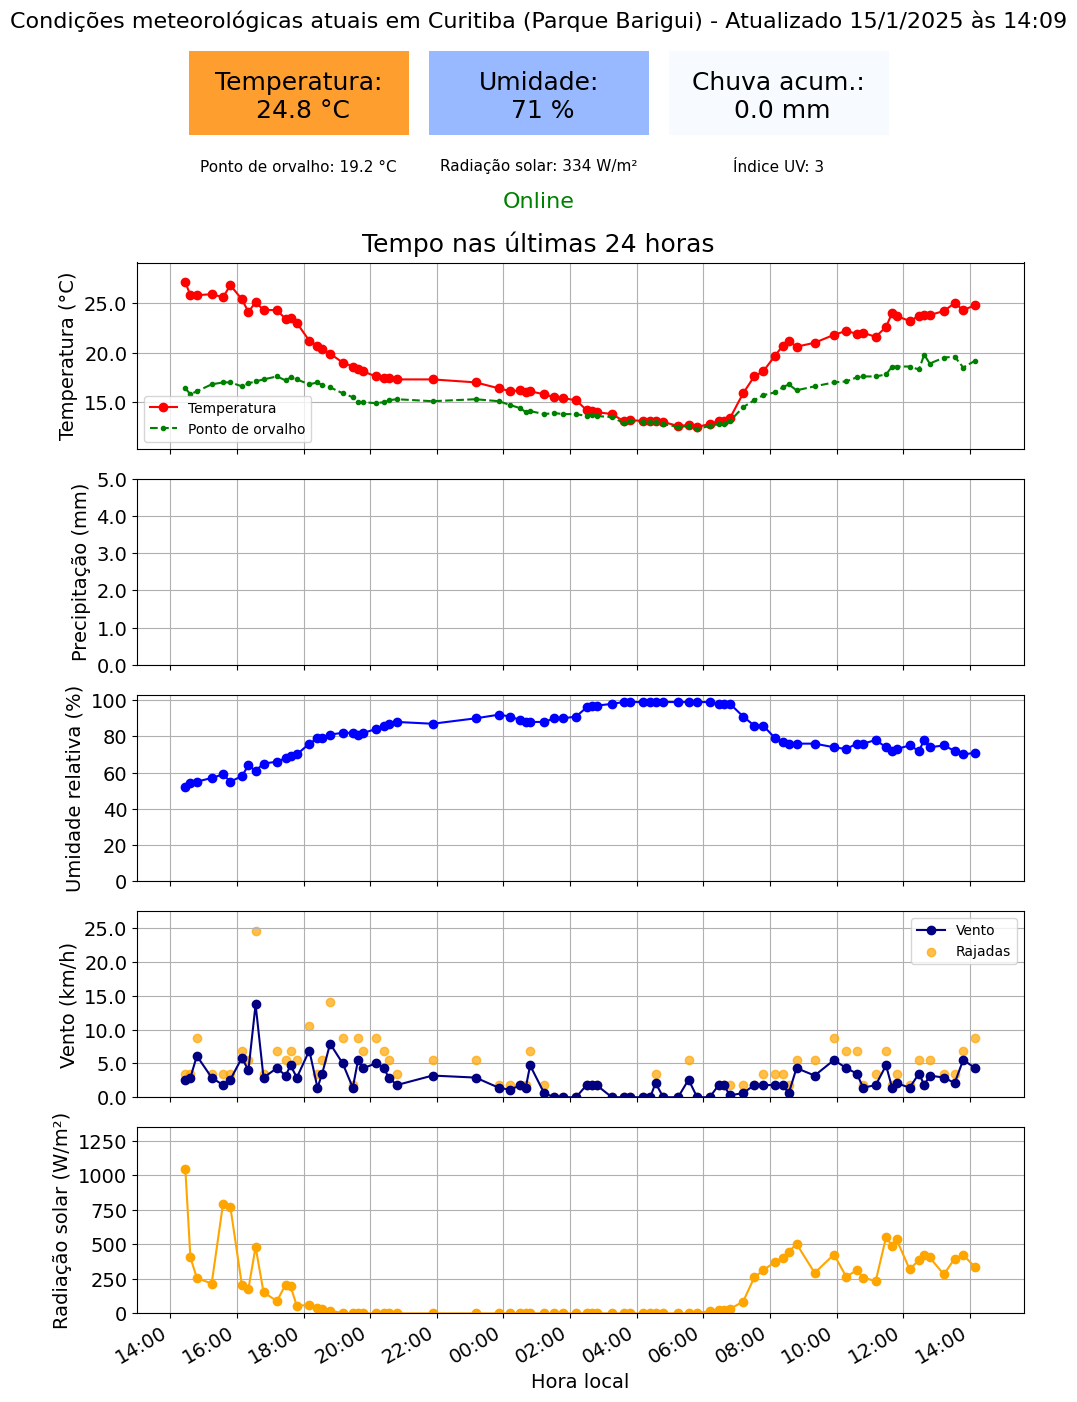 Condições meteorológicas atuais em Curitiba (Parque Barigui) - Atualizado 15/1/2025 às 14:09
Temperatura:
24.8 °C
Umidade:
71 %
Chuva acum.:
0.0 mm
Ponto de orvalho: 19.2 °C
Radiação solar: 334 W/m²
Índice UV: 3
Online
Tempo nas últimas 24 horas
Temperatura (°C)
25.0
20.0
15.0
Temperatura
Ponto de orvalho
Precipitação (mm)
5.0
4.0
3.0
2.0
1.0
0.0
Umidade relativa (%)
100
80
60
40
20
0
Vento (km/h)
25.0
20.0
15.0
10.0
5.0
0.0
Vento
Rajadas
Radiação solar (W/m²)
1250
1000
750
500
250
0
14:00
16:00
18:00
20:00
22:00
00:00
02:00
04:00
06:00
08:00
10:00
12:00
14:00
Hora local